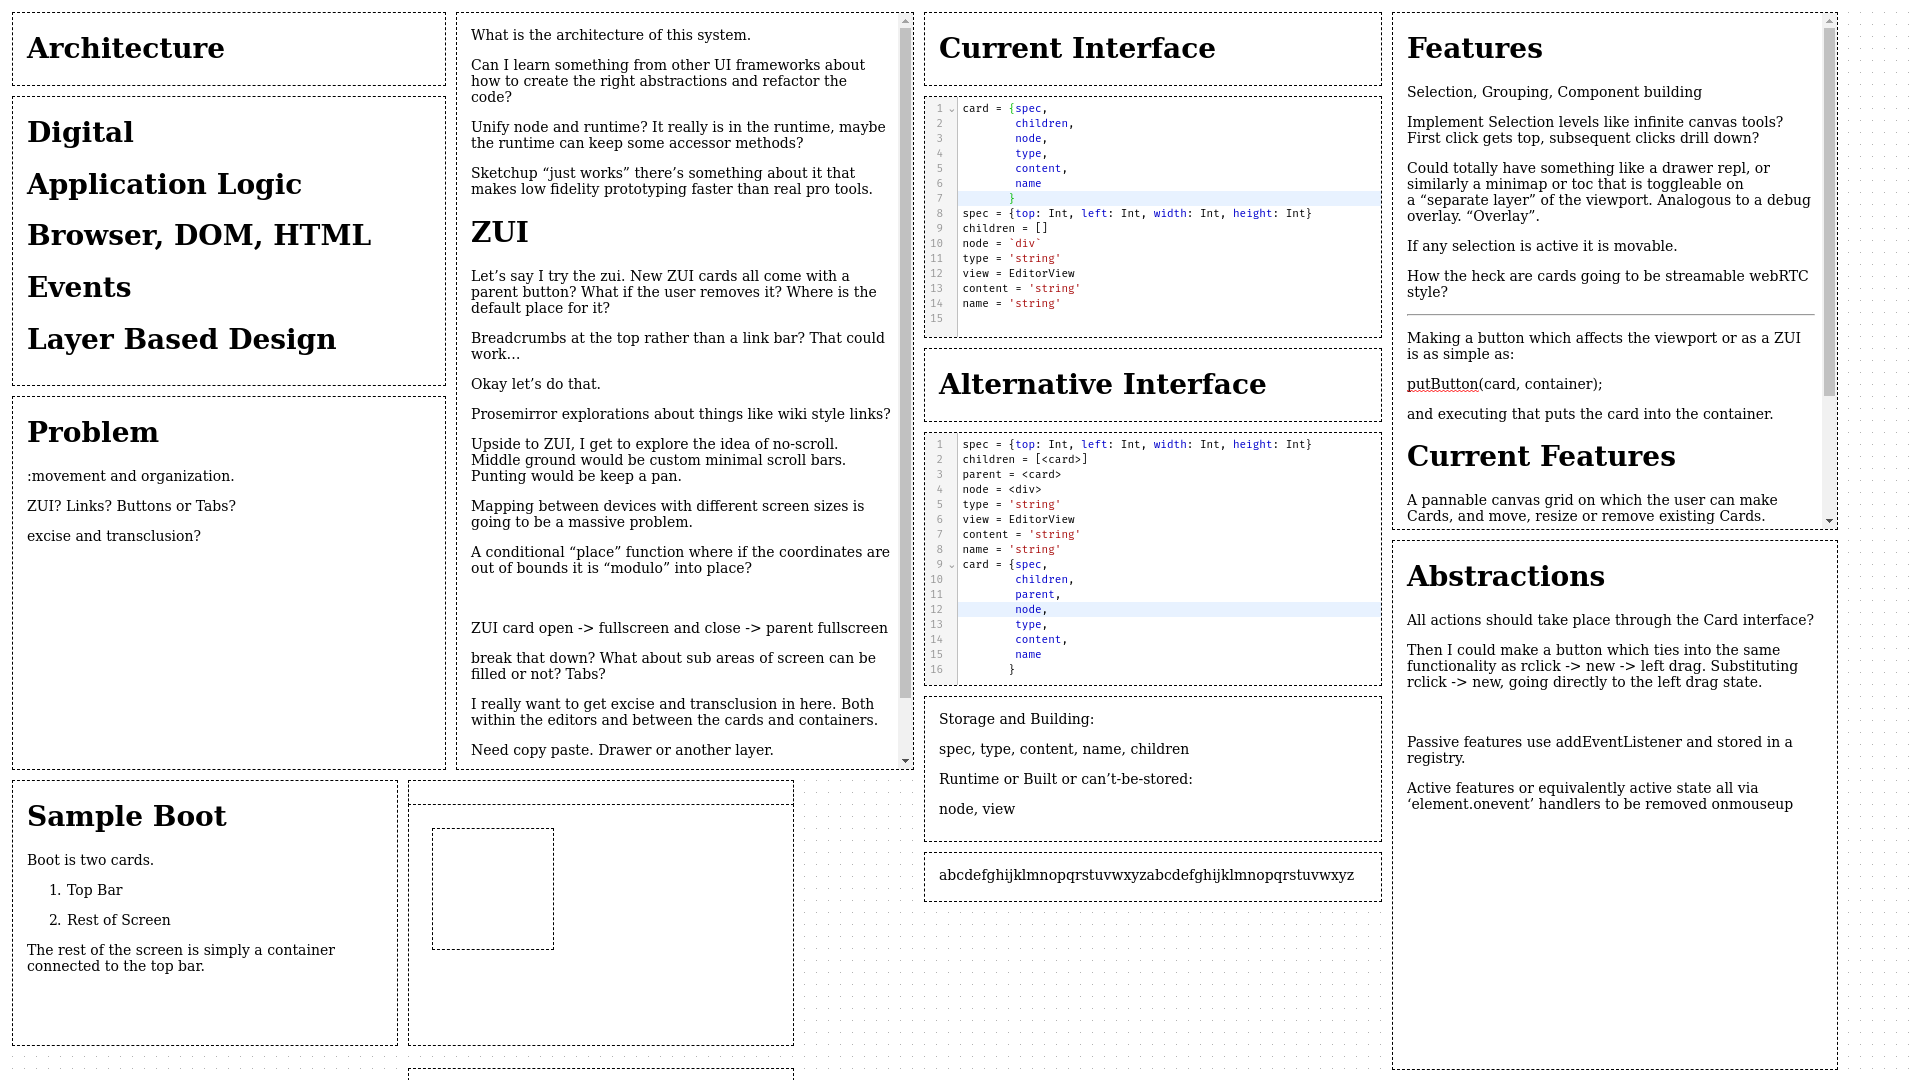 Architecture
Digital
Application Logic
Browser, DOM, HTML
Events
Layer Based Design
Problem
:movement and organization.
ZUI? Links? Buttons or Tabs?
excise and transclusion?
What is the architecture of this system.
Can I learn something from other UI frameworks about
how to create the right abstractions and refactor the
code?
Unify node and runtime? It really is in the runtime, maybe
the runtime can keep some accessor methods?
Sketchup “just works” there’s something about it that
makes low fidelity prototyping faster than real pro tools.
ZUI
Let’s say I try the zui. New ZUI cards all come with a
parent button? What if the user removes it? Where is the
default place for it?
Breadcrumbs at the top rather than a link bar? That could
work…
Okay let’s do that.
Prosemirror explorations about things like wiki style links?
Upside to ZUI, I get to explore the idea of no-scroll.
Middle ground would be custom minimal scroll bars.
Punting would be keep a pan.
Mapping between devices with different screen sizes is
going to be a massive problem.
A conditional “place” function where if the coordinates are
out of bounds it is “modulo” into place?
ZUI card open -> fullscreen and close -> parent fullscreen
break that down? What about sub areas of screen can be
filled or not? Tabs?
I really want to get excise and transclusion in here. Both
within the editors and between the cards and containers.
Need copy paste. Drawer or another layer.
Sample Boot
Boot is two cards.
1. Top Bar
2. Rest of Screen
The rest of the screen is simply a container
connected to the top bar.
Current Interface
1 card = {spec,
2 children,
3 node,
4 type,
5 content,
6 name
7 }
8 spec = {top: Int, left: Int, width: Int, height: Int}
9 children = []
10 node = `div`
11 type = 'string'
12 view = EditorView
13 content = 'string'
14 name = 'string'
15
Alternative Interface
1 spec = {top: Int, left: Int, width: Int, height: Int}
2 children = [<card>]
3 parent = <card>
4 node = <div>
5 type = 'string'
6 view = EditorView
7 content = 'string'
8 name = 'string'
9 card = {spec,
10 children,
11 parent,
12 node,
13 type,
14 content,
15 name
16 }
Storage and Building:
spec, type, content, name, children
Runtime or Built or can’t-be-stored:
node, view
abcdefghijklmnopqrstuvwxyzabcdefghijklmnopqrstuvwxyz
Features
Selection, Grouping, Component building
Implement Selection levels like infinite canvas tools?
First click gets top, subsequent clicks drill down?
Could totally have something like a drawer repl, or
similarly a minimap or toc that is toggleable on
a “separate layer” of the viewport. Analogous to a debug
overlay. “Overlay”.
If any selection is active it is movable.
How the heck are cards going to be streamable webRTC
style?
Making a button which affects the viewport or as a ZUI
is as simple as:
putButton(card, container);
and executing that puts the card into the container.
Current Features
A pannable canvas grid on which the user can make
Cards, and move, resize or remove existing Cards.
Abstractions
All actions should take place through the Card interface?
Then I could make a button which ties into the same
functionality as rclick -> new -> left drag. Substituting
rclick -> new, going directly to the left drag state.
Passive features use addEventListener and stored in a
registry.
Active features or equivalently active state all via
‘element.onevent’ handlers to be removed onmouseup